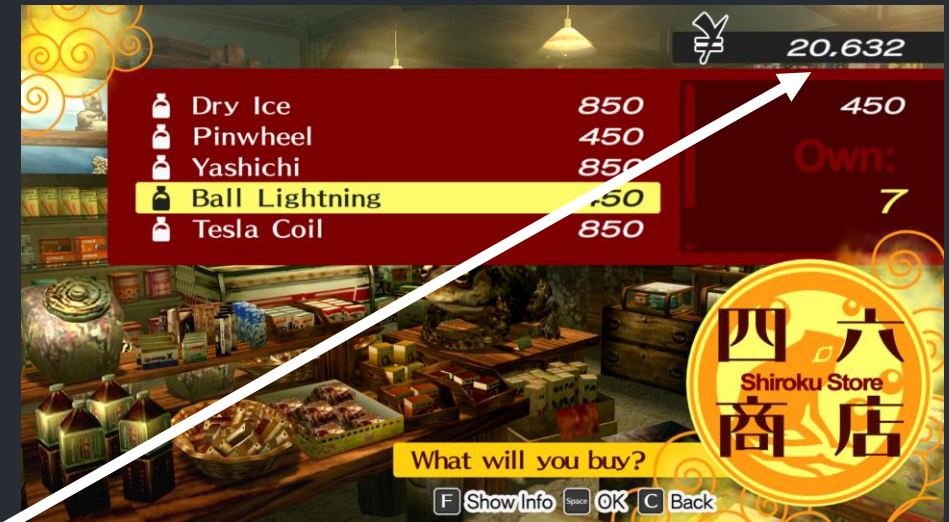 ¥ 20,632
Dry Ice 850
450
Pinwheel 450
Yashichi 850
Own:
Ball Lightning 450
7
Tesla Coil 850
四六
Shiroku Store
商店
What will you buy?
F Show Info Space OK C Back